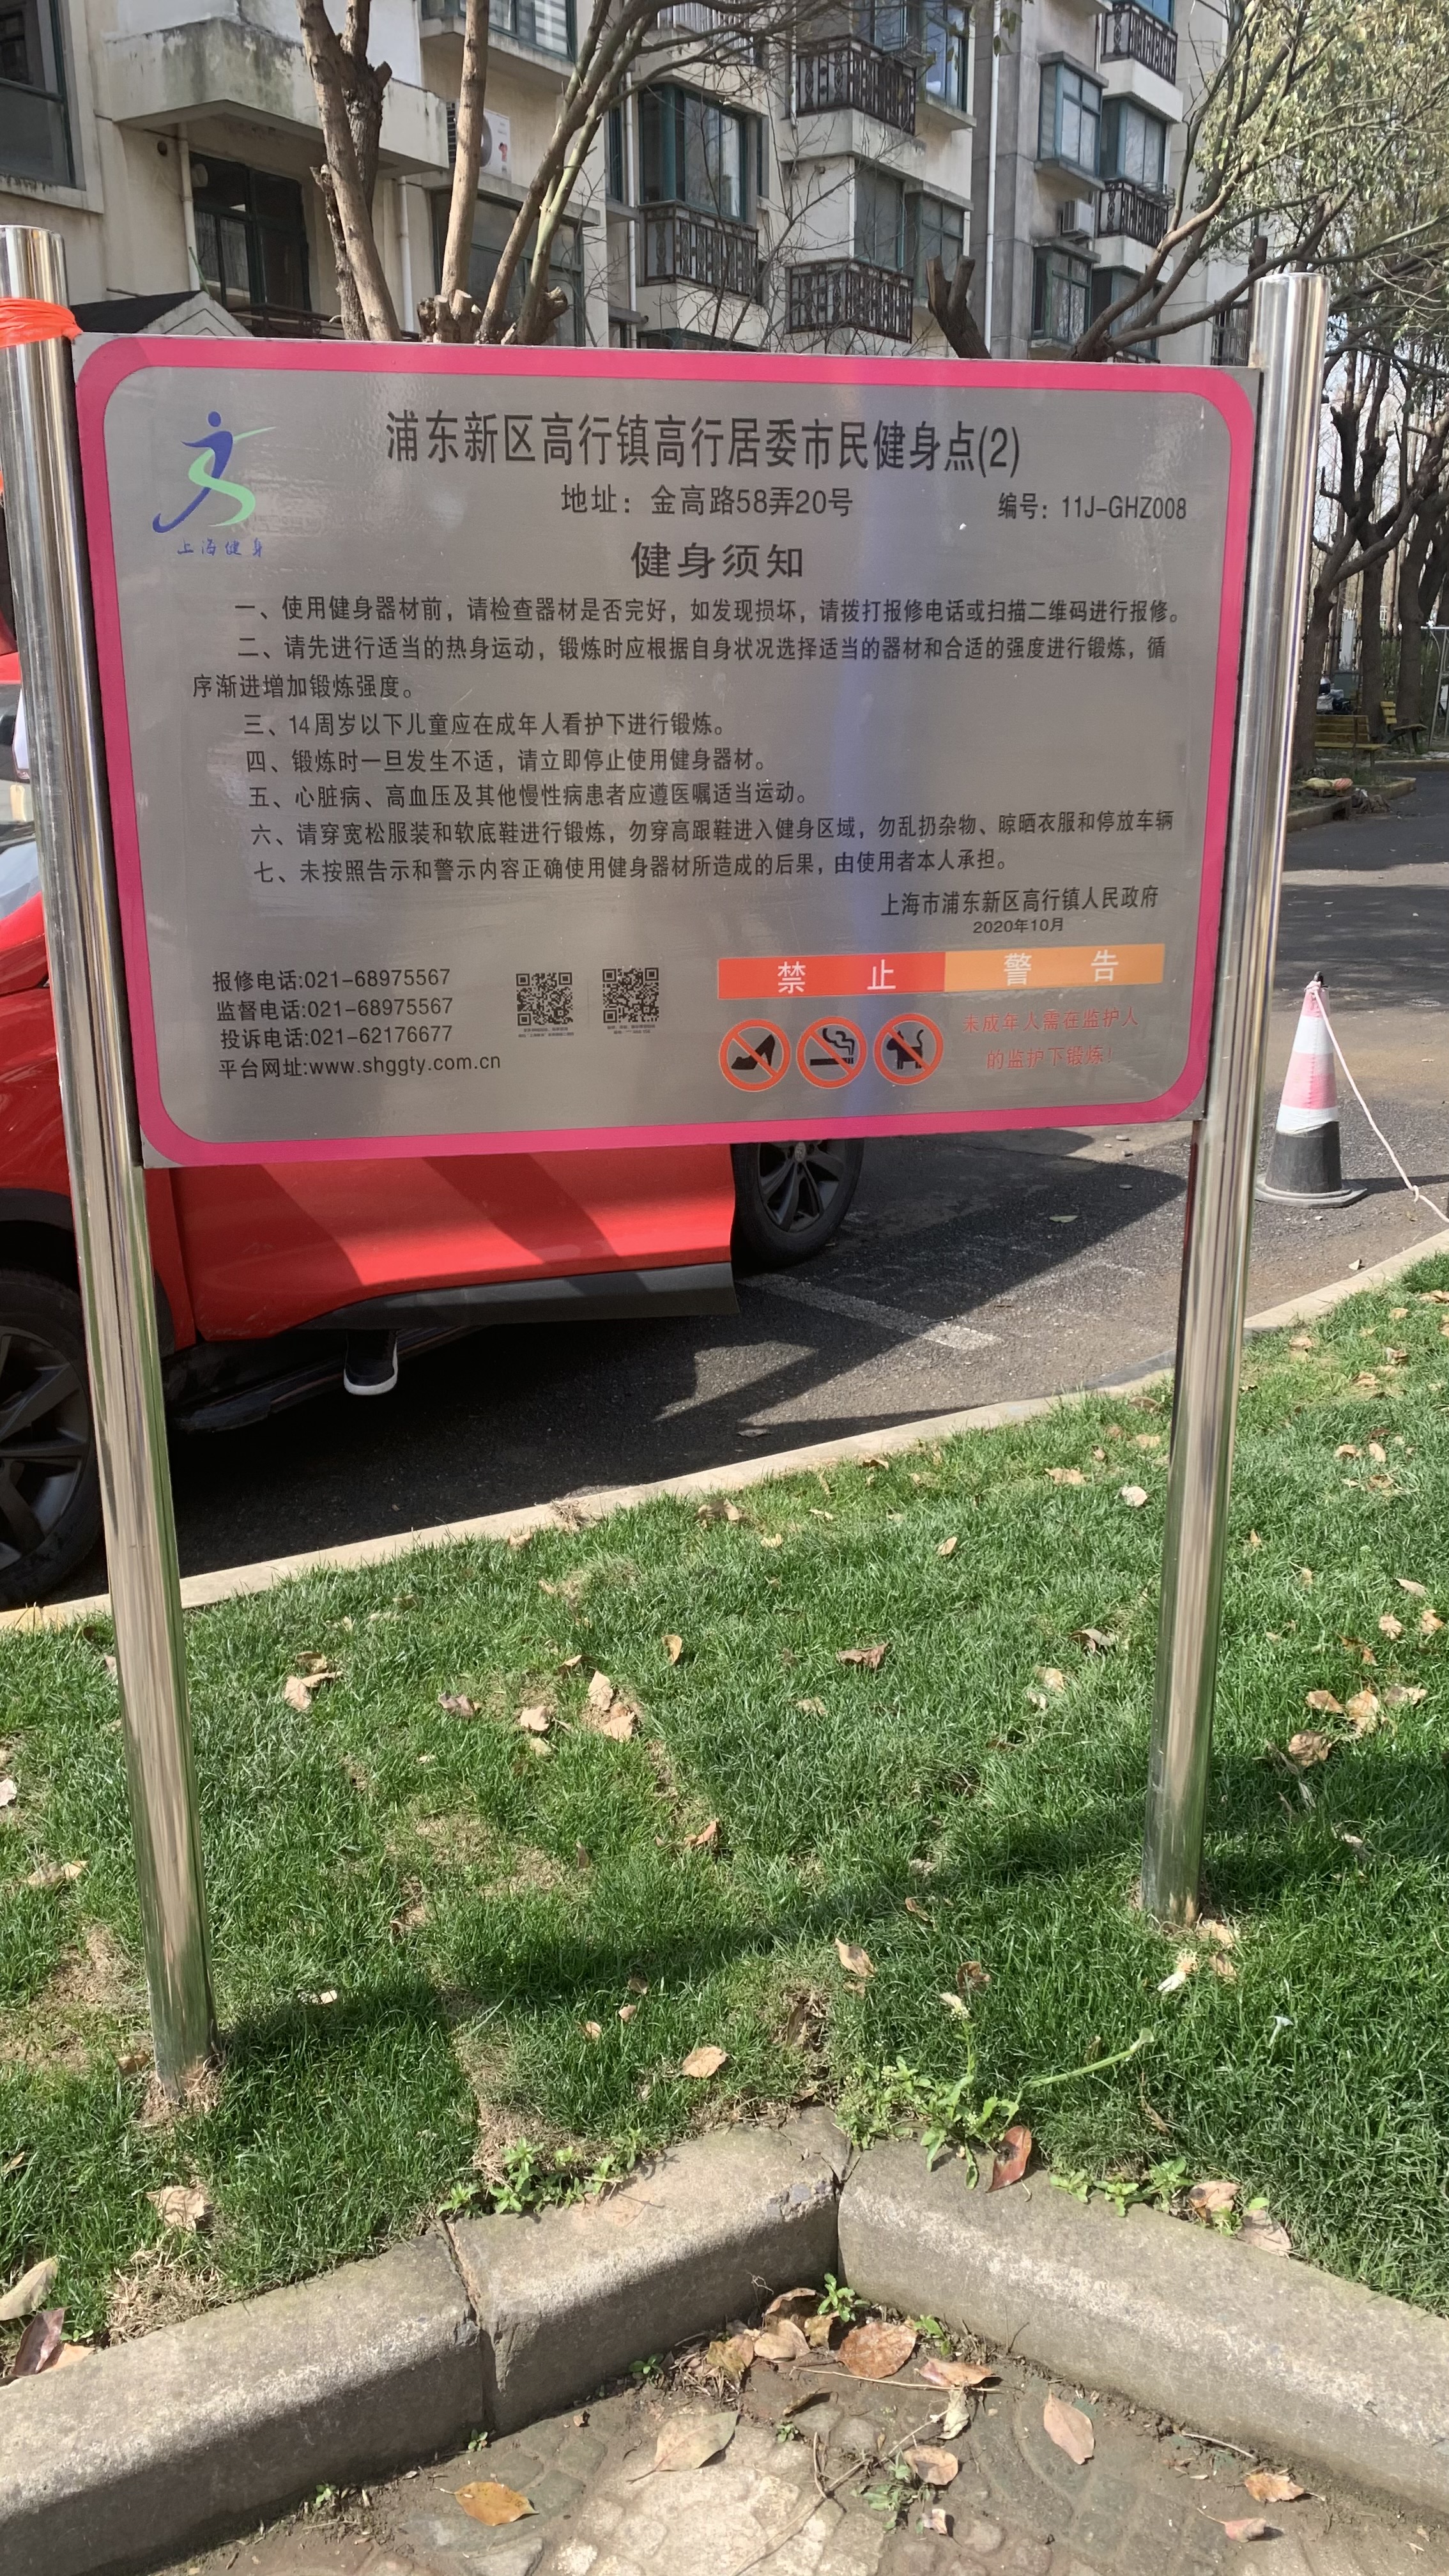 上海健身
浦东新区高行镇高行居委市民健身点(2)
地址：金高路58弄20号
编号：11J-GHZ008
健身须知
一、使用健身器材前，请检查器材是否完好，如发现损坏，请拨打报修电话或扫描二维码进行报修。
二、请先进行适当的热身运动，锻炼时应根据自身状况选择适当的器材和合适的强度进行锻炼，循
序渐进增加锻炼强度。
三、14周岁以下儿童应在成年人看护下进行锻炼。
四、锻炼时一旦发生不适，请立即停止使用健身器材。
五、心脏病、高血压及其他慢性病患者应遵医嘱适当运动。
六、请穿宽松服装和软底鞋进行锻炼，勿穿高跟鞋进入健身区域，勿乱扔杂物、晾晒衣服和停放车辆
七、未按照告示和警示内容正确使用健身器材所造成的后果，由使用者本人承担。
上海市浦东新区高行镇人民政府
2020年10月
报修电话:021-68975567
监督电话:021-68975567
投诉电话:021-62176677
平台网址:www.shggty.com.cn
禁 止
警 告
未成年人需在监护人
的监护下锻炼！